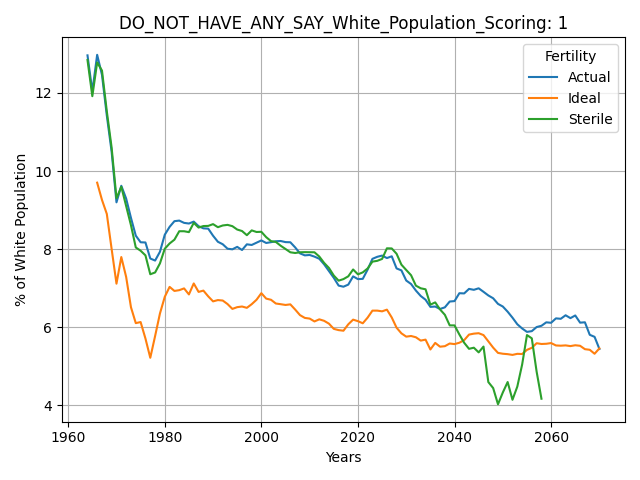 DO_NOT_HAVE_ANY_SAY_White_Population_Scoring: 1
Fertility
Actual
Ideal
Sterile
% of White Population
12
10
8
6
4
1960 1980 2000 2020 2040 2060
Years